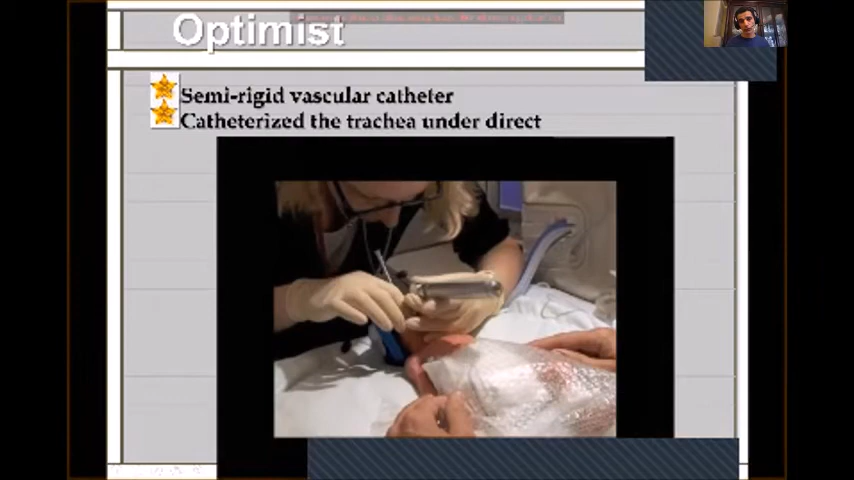 Optimist
Semi-rigid vascular catheter
Catheterized the trachea under direct